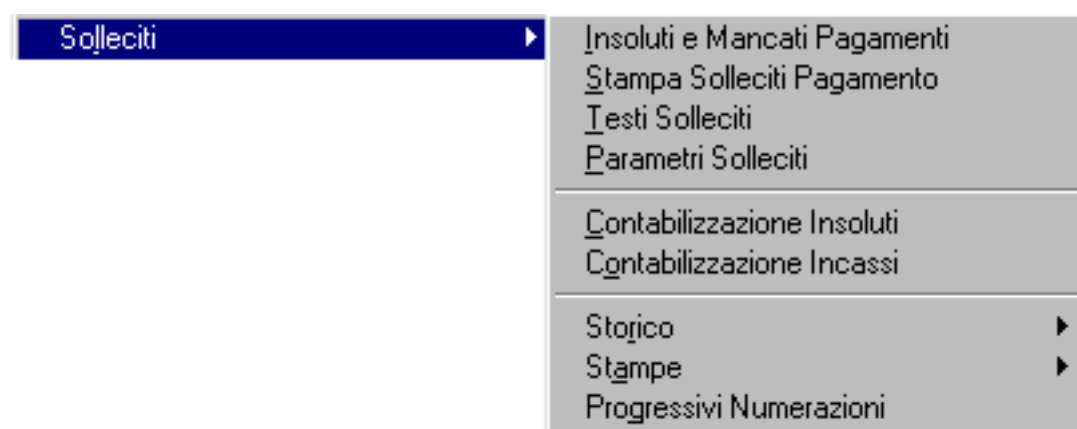 Solleciti
Insoluti e Mancati Pagamenti
Stampa Solleciti Pagamento
Testi Solleciti
Parametri Solleciti
Contabilizzazione Insoluti
Contabilizzazione Incassi
Storico
Stampe
Progressivi Numerazioni